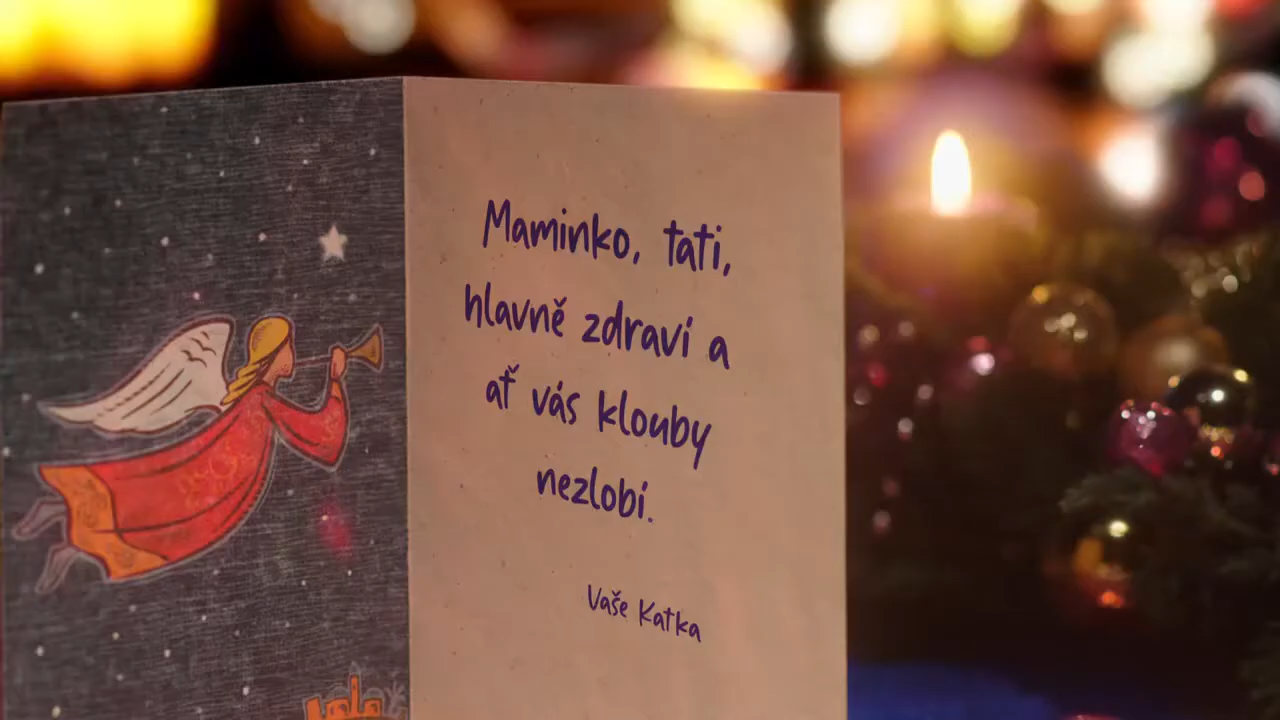 Maminko, tati,
hlavně zdraví a
ať vás klouby
nezlobí.
Vaše Katka